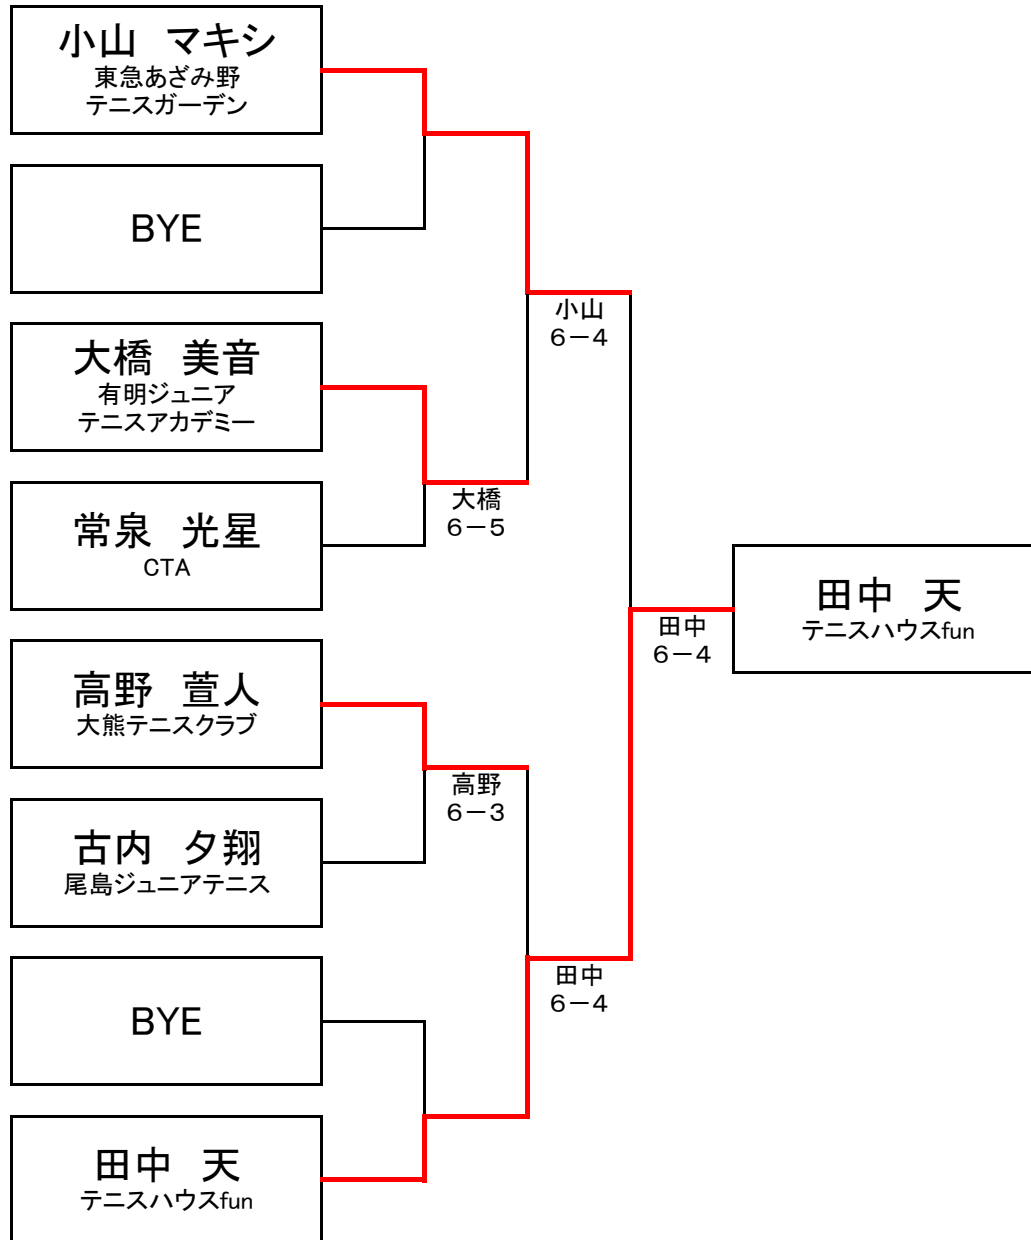 小山　マキシ
東急あざみ野
テニスガーデン
BYE
大橋　美音
有明ジュニア
テニスアカデミー
常泉　光星
CTA
高野　萱人
大熊テニスクラブ
古内　夕翔
尾島ジュニアテニス
BYE
田中　天
テニスハウスfun
大橋
６－５
高野
６－３
小山
６－４
田中
６－４
田中
６－４
田中　天
テニスハウスfun